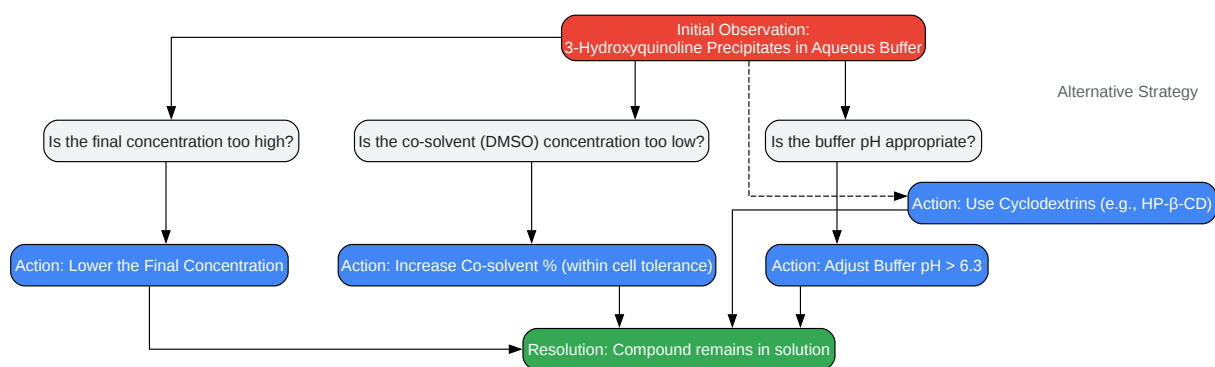 Initial Observation:
3-Hydroxyquinoline Precipitates in Aqueous Buffer
Alternative Strategy
Is the final concentration too high?
Is the co-solvent (DMSO) concentration too low?
Is the buffer pH appropriate?
Action: Use Cyclodextrins (e.g., HP-β-CD)
Action: Lower the Final Concentration
Action: Increase Co-solvent % (within cell tolerance)
Action: Adjust Buffer pH > 6.3
Resolution: Compound remains in solution